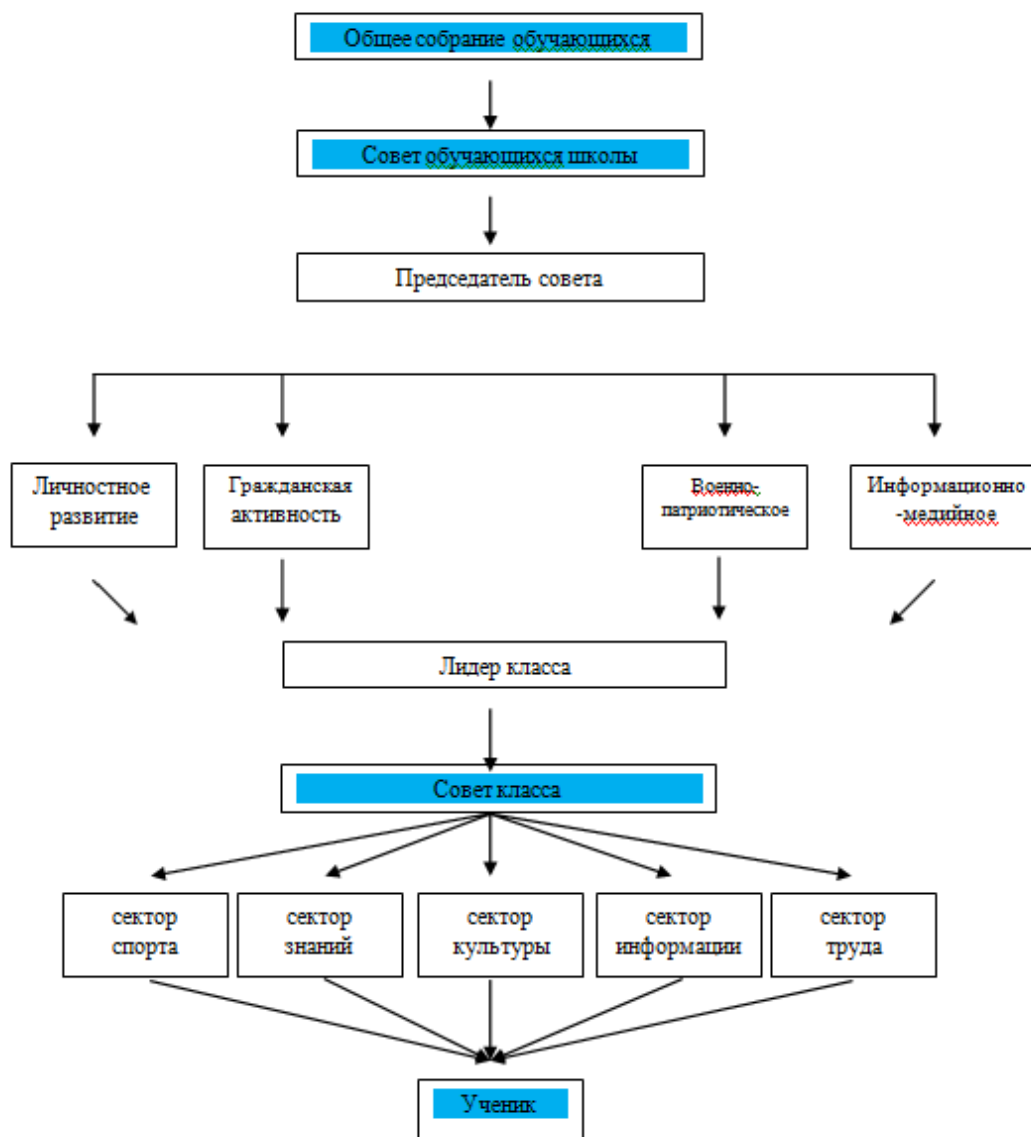 Общее собрание обучающихся
Совет обучающихся школы
Председатель совета
Личностное
развитие
Гражданская
активность
Военно-
патриотическое
Информационно
-медийное
Лидер класса
Совет класса
сектор
спорта
сектор
знаний
сектор
культуры
сектор
информации
сектор
труда
Ученик